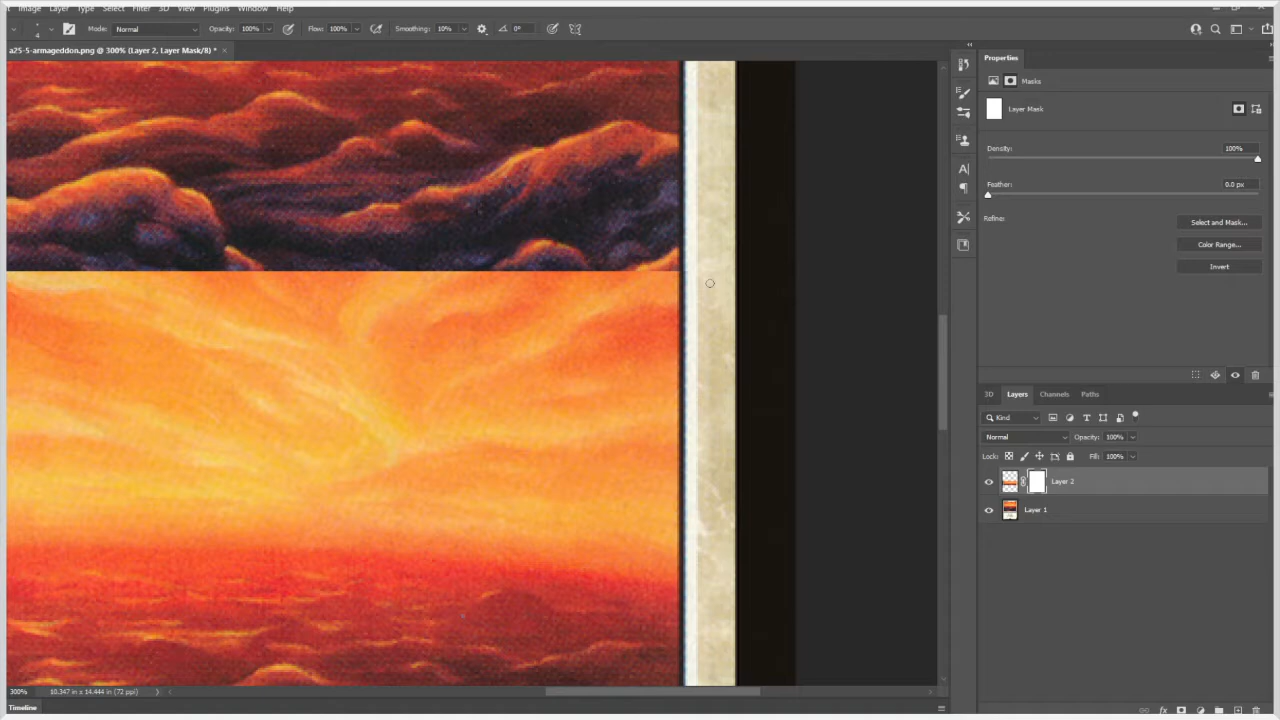 Image Layer Type Select Filter 3D View Plugins Window Help
4 Mode: Normal Opacity: 100% Flow: 100% Smoothing: 10% 0°
a25-5-armageddon.png @ 300% (Layer 2, Layer Mask/8) * ×
Properties
Masks
Layer Mask
Density: 100%
Feather: 0.0 px
Refine:
Select and Mask...
Color Range...
Invert
3D Layers Channels Paths
Kind
Normal Opacity: 100%
Lock: Fill: 100%
Layer 2
Layer 1
fx
300% 10.347 in x 14.444 in (72 ppi)
Timeline